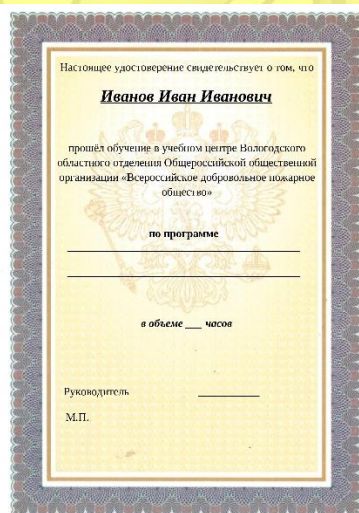 Настоящее удостоверение свидетельствует о том, что
Иванов Иван Иванович
прошёл обучение в учебном центре Вологодского
областного отделения Общероссийской общественной
организации «Всероссийское добровольное пожарное
общество»
по программе
в объеме ___ часов
Руководитель
М.П.